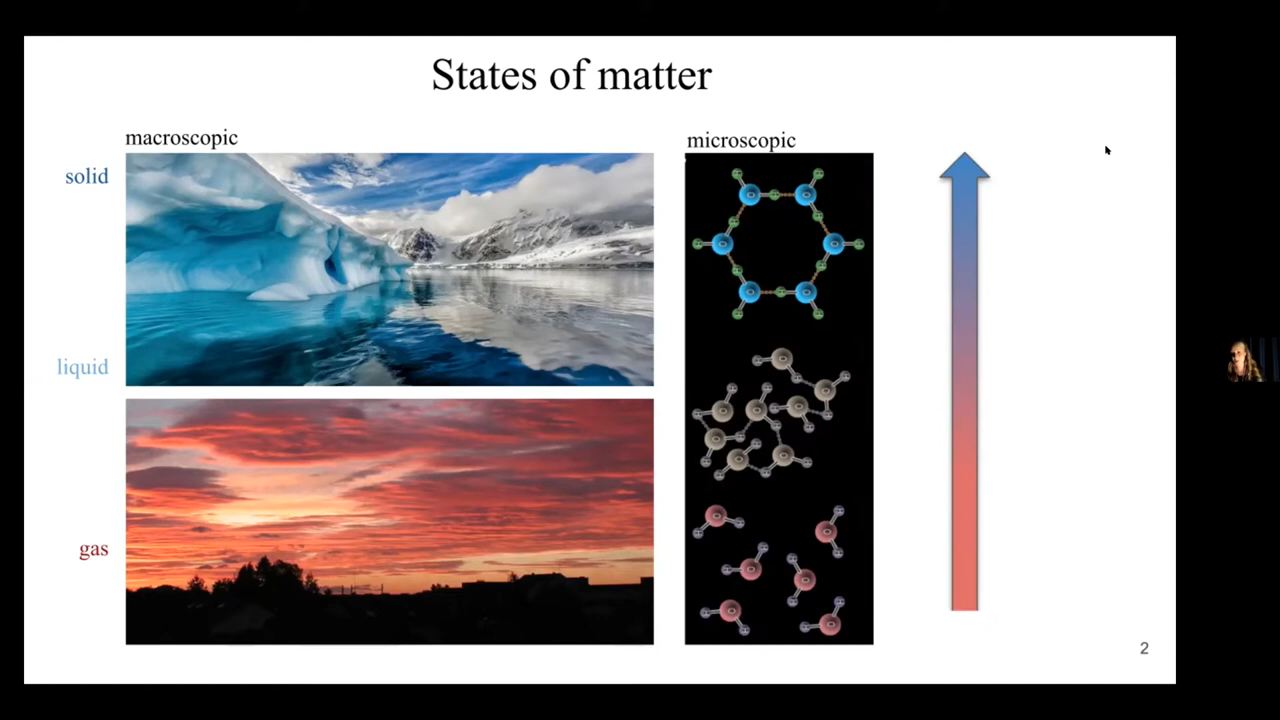 States of matter
macroscopic
microscopic
solid
liquid
gas
2